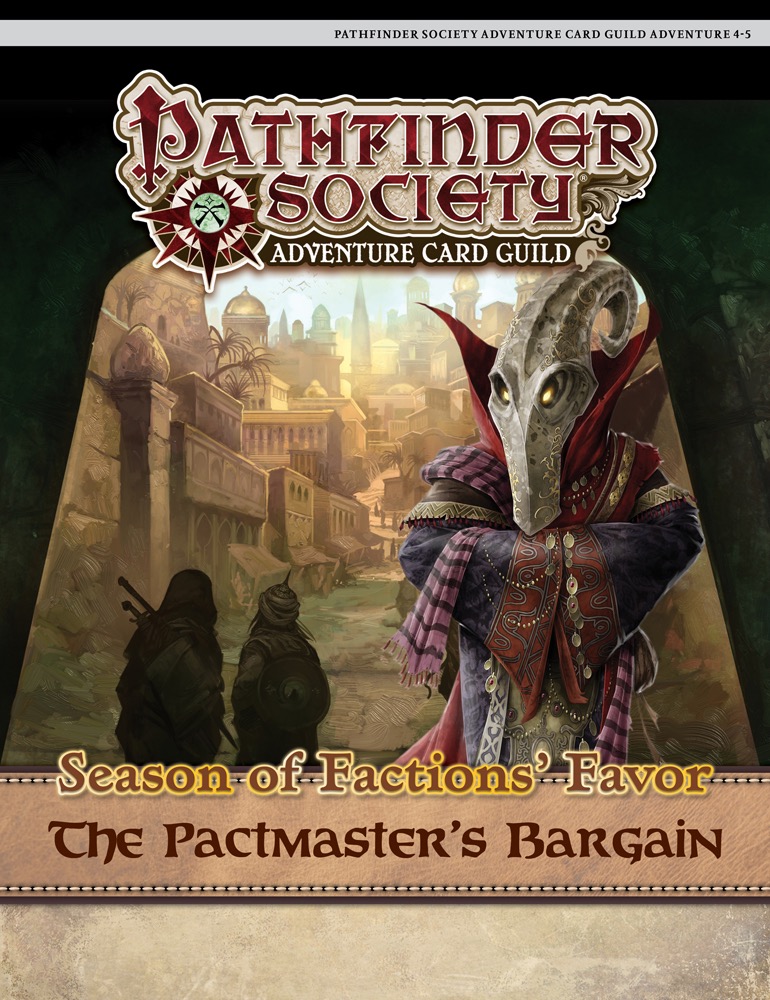 PATHFINDER SOCIETY ADVENTURE CARD GUILD ADVENTURE 4-5
PATHFINDER
SOCIETY®
ADVENTURE CARD GUILD
Season of Factions' Favor
The Pactmaster's Bargain